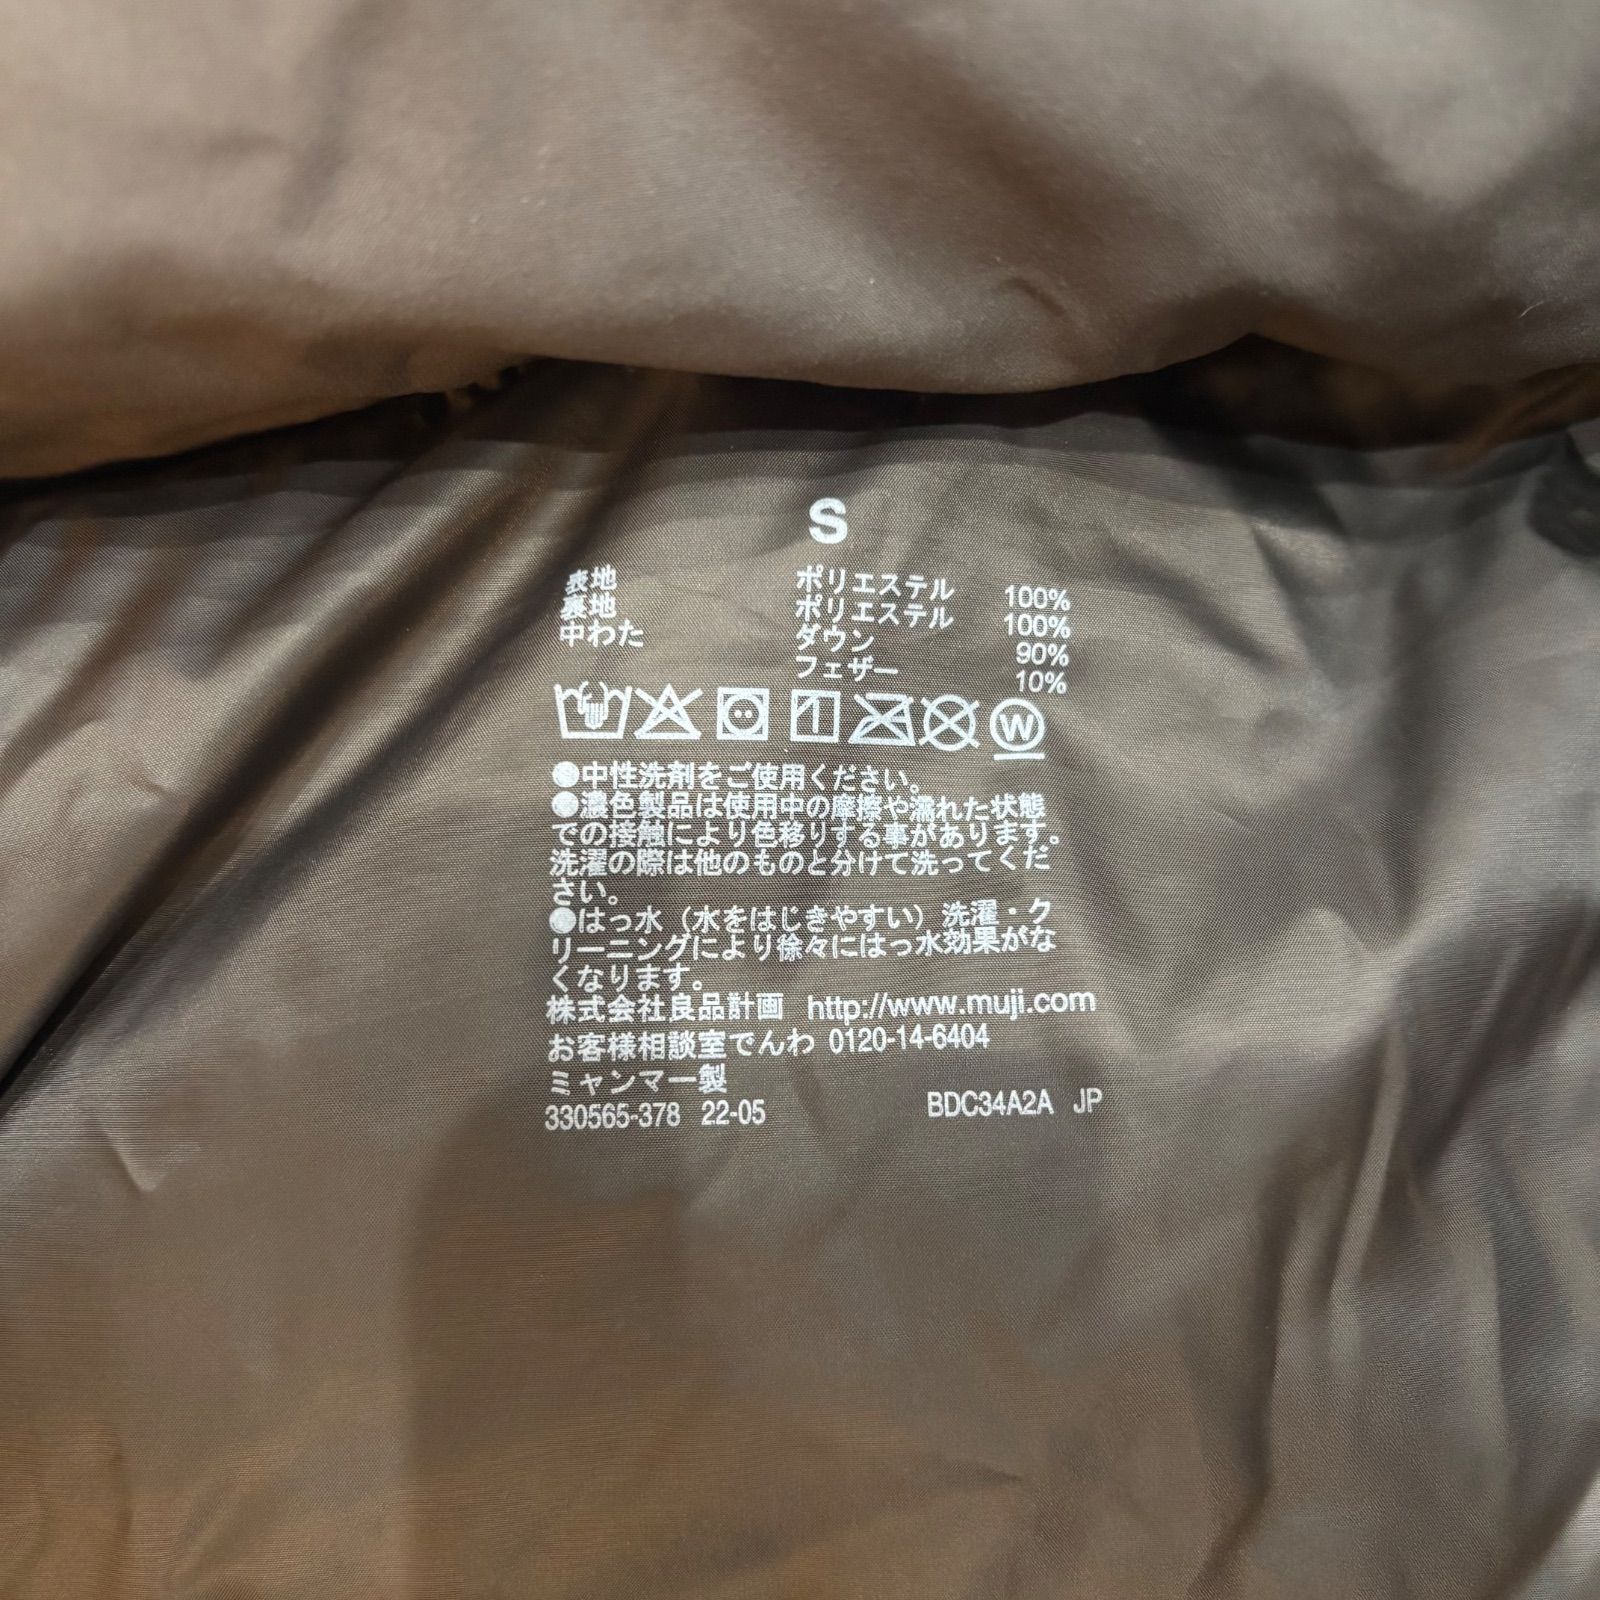 S
表地 ポリエステル 100%
裏地 ポリエステル 100%
中わた ダウン 90%
フェザー 10%
W
●中性洗剤をご使用ください。
●濃色製品は使用中の摩擦や濡れた状態
での接触により色移りする事があります。
洗濯の際は他のものと分けて洗ってくだ
さい。
●はっ水（水をはじきやすい）洗濯・ク
リーニングにより徐々にはっ水効果がな
くなります。
株式会社良品計画 http://www.muji.com
お客様相談室でんわ 0120-14-6404
ミャンマー製
330565-378 22-05 BDC34A2A JP